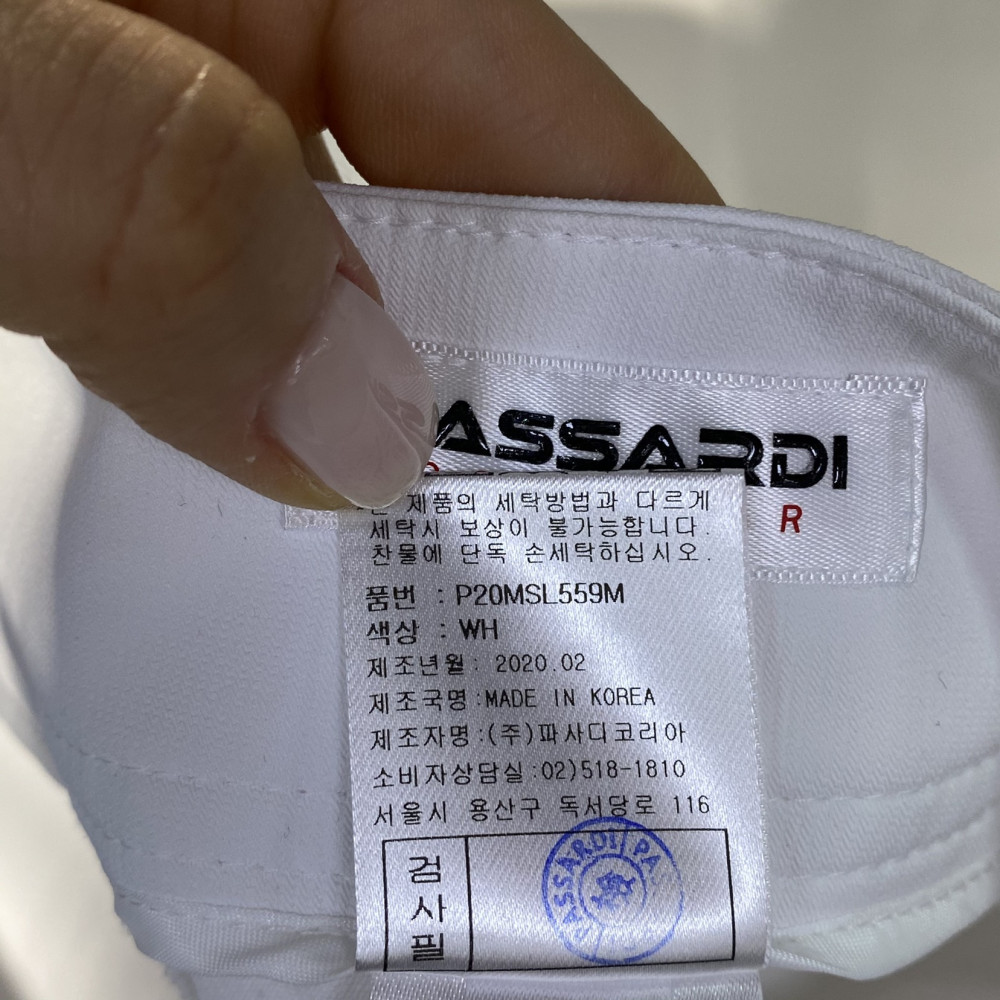 ASSARDI
R
제품의 세탁방법과 다르게
세탁시 보상이 불가능합니다.
찬물에 단독 손세탁하십시오.
품번 : P20MSL559M
색상 : WH
제조년월: 2020.02
제조국명:MADE IN KOREA
제조자명:(주)파사디코리아
소비자상담실:02)518-1810
서울시 용산구 독서당로 116
검사필
PASSARDI PA